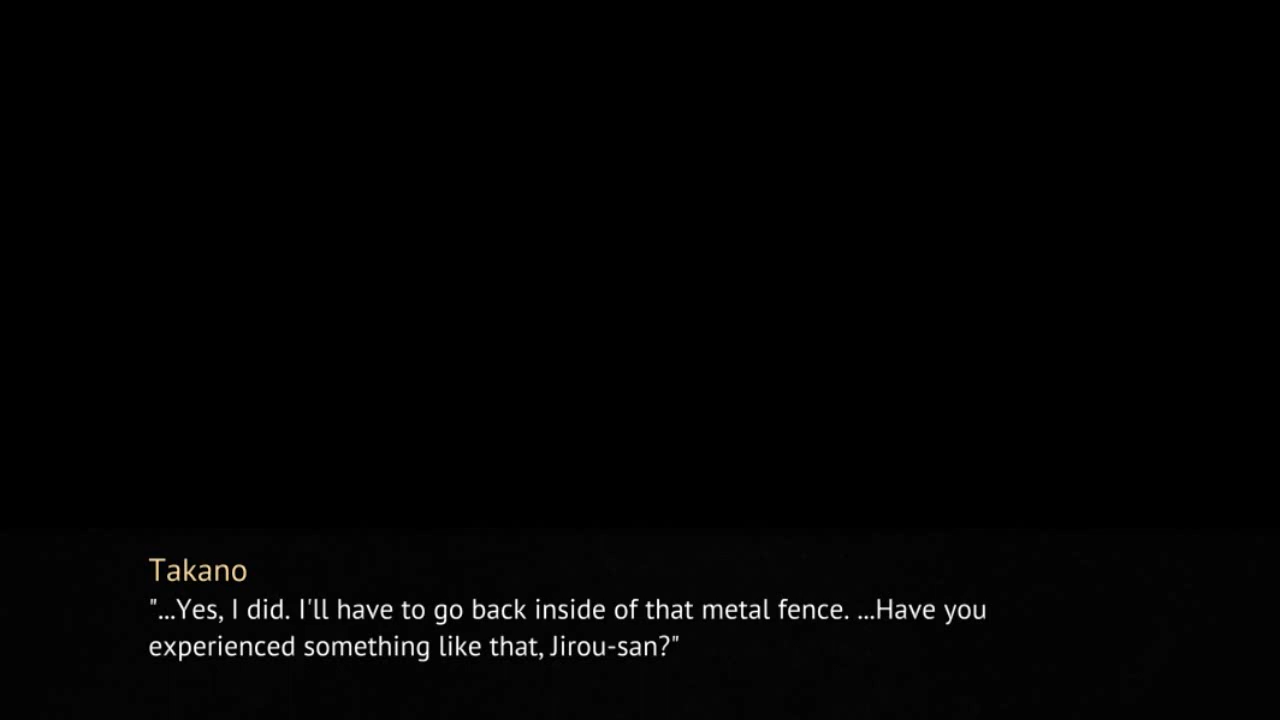 Takano
"...Yes, I did. I'll have to go back inside of that metal fence. ...Have you
experienced something like that, Jirou-san?"